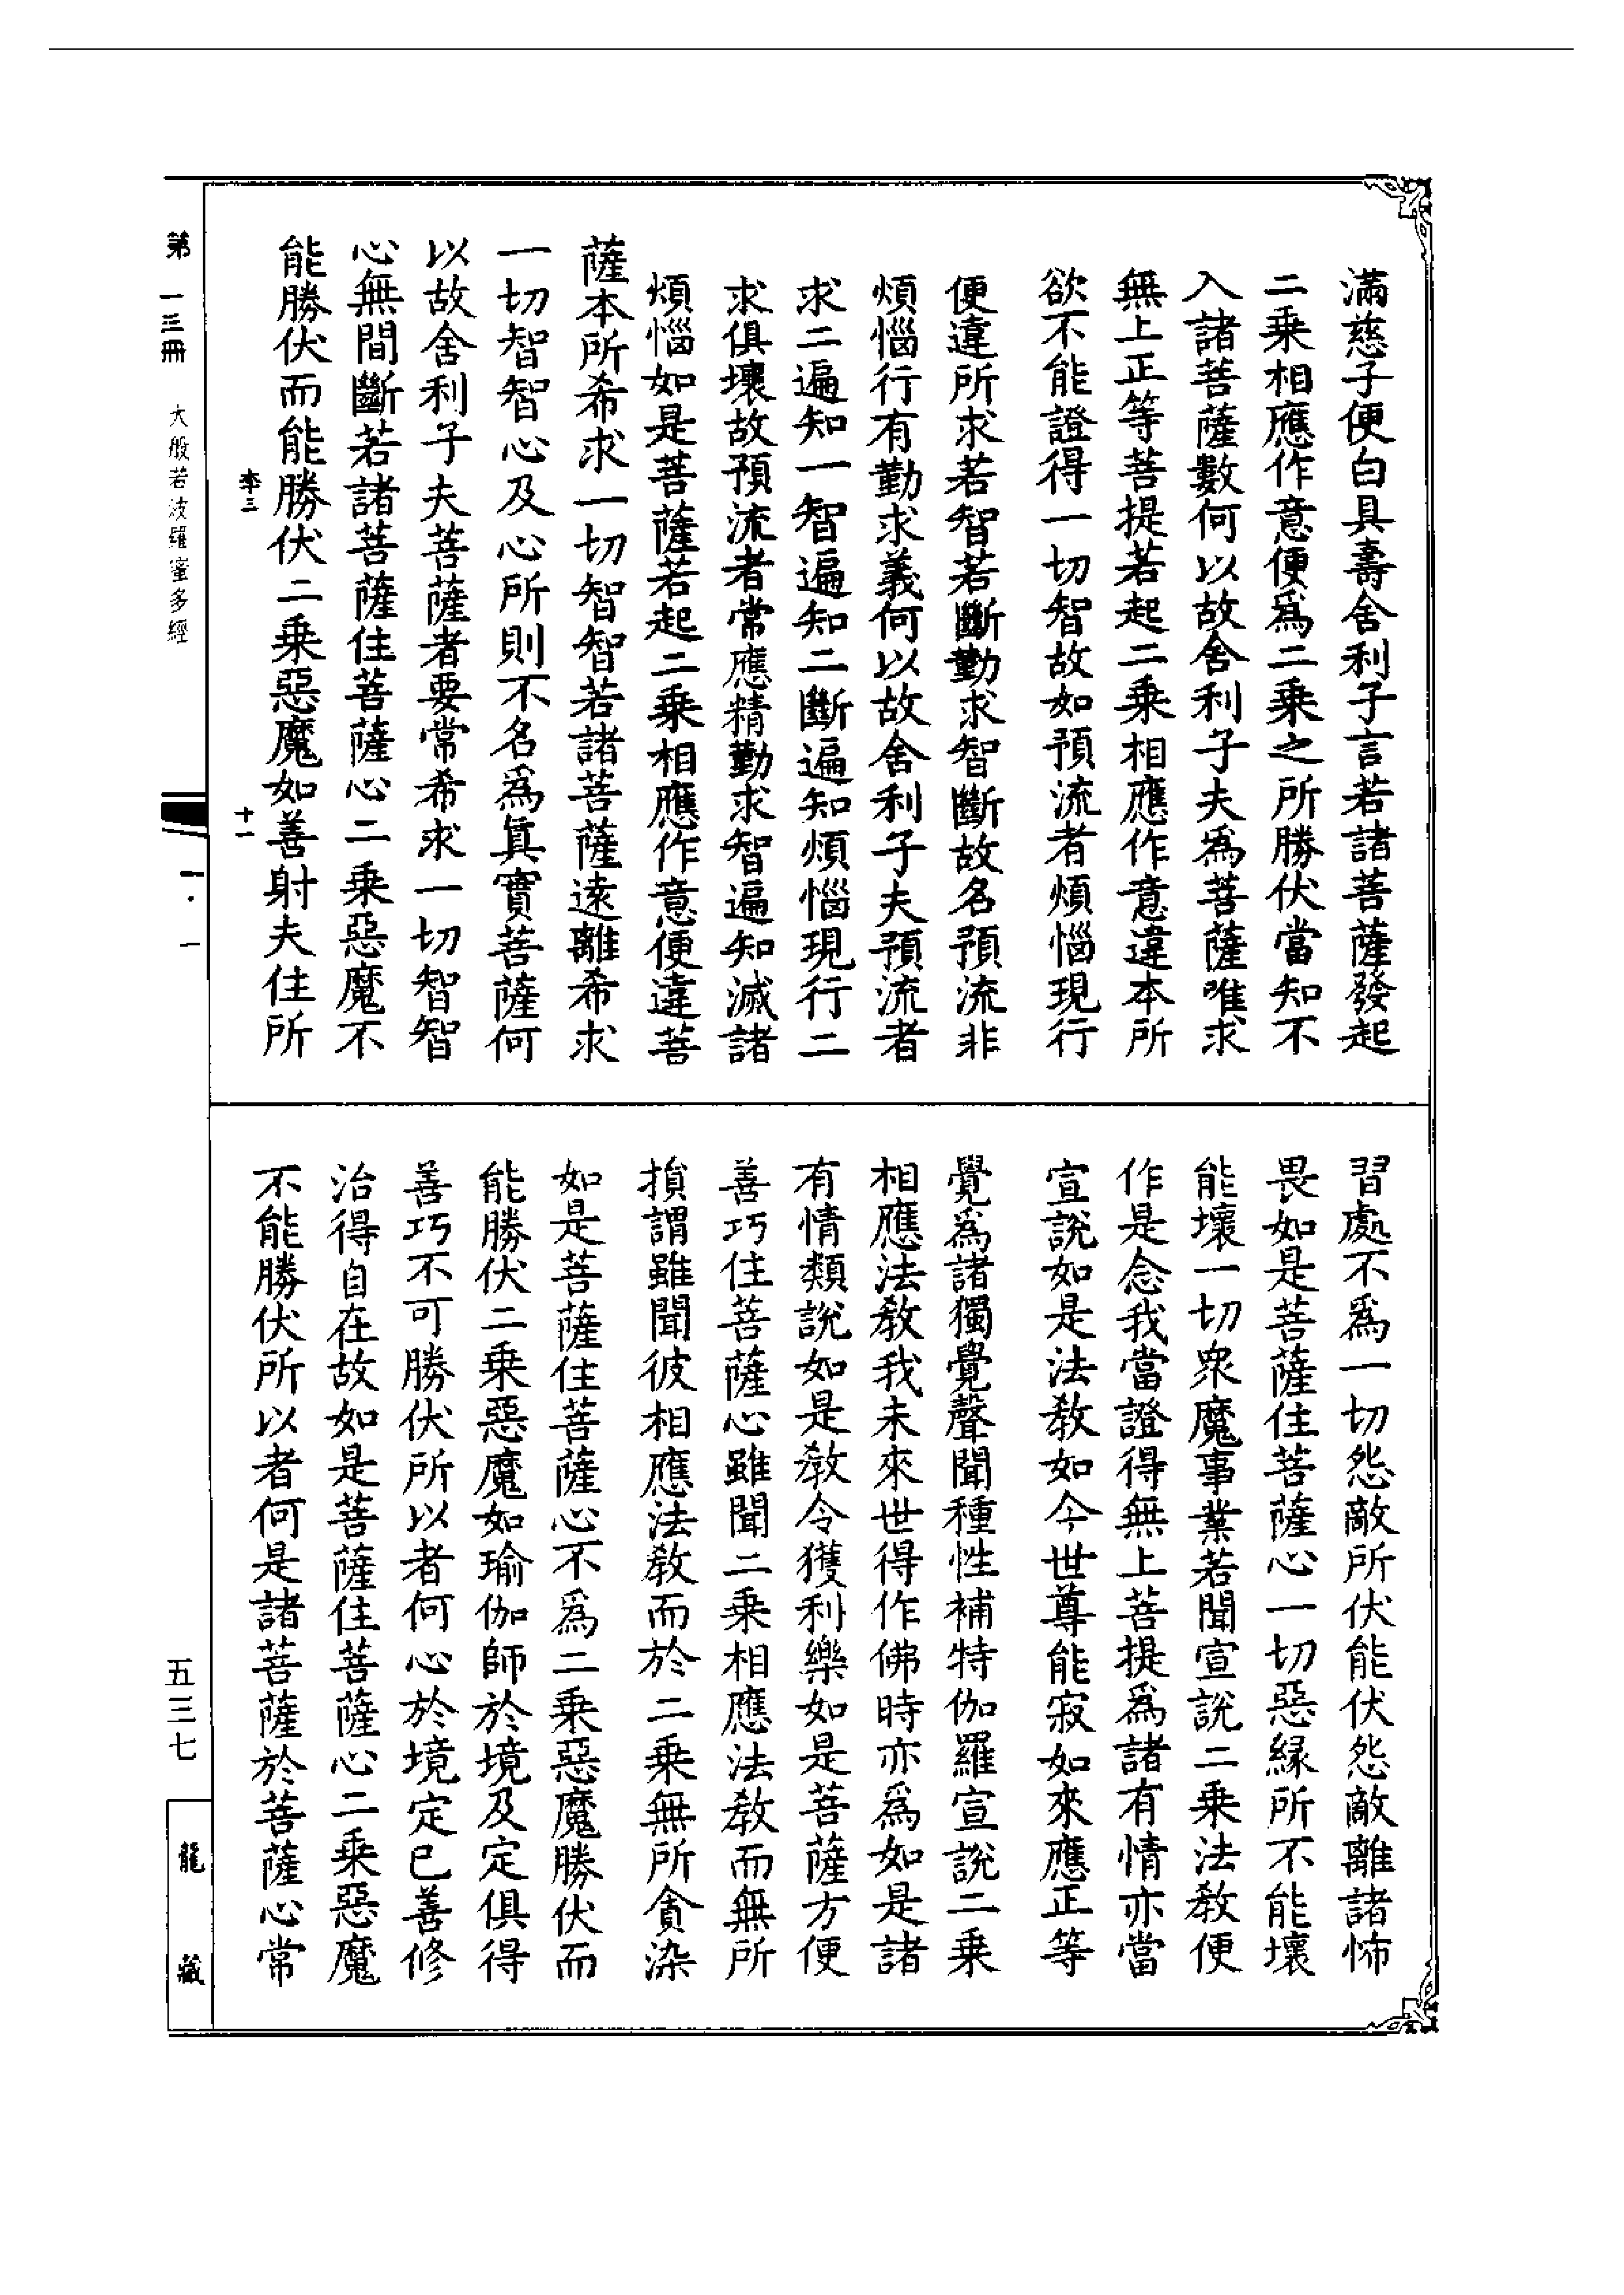 滿慈子便白具壽舍利子言若諸菩薩發起
二乘相應作意便爲二乘之所勝伏當知不
入諸菩薩數何以故舍利子夫爲菩薩唯求
無上正等菩提若起二乘相應作意違本所
欲不能證得一切智故如預流者煩惱現行
便違所求若智若斷勤求智斷故名預流非
煩惱行有勤求義何以故舍利子夫預流者
求二遍知一智遍知二斷遍知煩惱現行二
求俱壞故預流者常應精勤求智遍知滅諸
煩惱如是菩薩若起二乘相應作意便違菩
薩本所希求一切智智若諸菩薩遠離希求
一切智智心及心所則不名爲真實菩薩何
以故舍利子夫菩薩者要常希求一切智智
心無間斷若諸菩薩住菩薩心二乘惡魔不
能勝伏而能勝伏二乘惡魔如善射夫住所
習處不爲一切怨敵所伏能伏怨敵離諸怖
畏如是菩薩住菩薩心一切惡緣所不能壞
能壞一切衆魔事業若聞宣説二乘法教便
作是念我當證得無上菩提爲諸有情亦當
宣說如是法教如今世尊能寂如來應正等
覺爲諸獨覺聲聞種性補特伽羅宣說二乘
相應法教我未來世得作佛時亦爲如是諸
有情類說如是教令獲利樂如是菩薩方便
善巧住菩薩心雖聞二乘相應法教而無所
損謂雖聞彼相應法教而於二乘無所貪染
如是菩薩住菩薩心不爲二乘惡魔勝伏而
能勝伏二乘惡魔如瑜伽師於境及定俱得
善巧不可勝伏所以者何心於境定已善修
治得自在故如是菩薩住菩薩心二乘惡魔
不能勝伏所以者何是諸菩薩於菩薩心常
李三
十一
第一三冊 大般若波羅蜜多經
一·一
五三七
龍藏